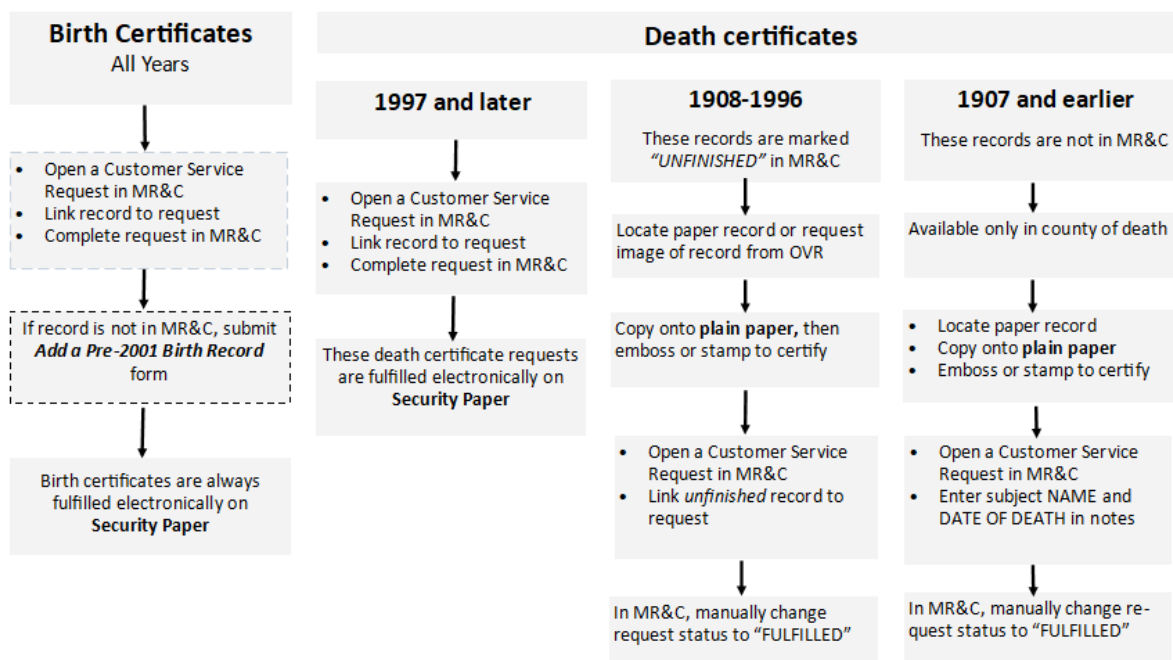 Birth Certificates
All Years
• Open a Customer Service
Request in MR&C
• Link record to request
• Complete request in MR&C
If record is not in MR&C, submit
Add a Pre-2001 Birth Record
form
Birth certificates are always
fulfilled electronically on
Security Paper
Death certificates
1997 and later
• Open a Customer Service
Request in MR&C
• Link record to request
• Complete request in MR&C
These death certificate requests
are fulfilled electronically on
Security Paper
1908-1996
These records are marked
“UNFINISHED” in MR&C
Locate paper record or request
image of record from OVR
Copy onto plain paper, then
emboss or stamp to certify
• Open a Customer Service
Request in MR&C
• Link unfinished record to
request
In MR&C, manually change
request status to “FULFILLED”
1907 and earlier
These records are not in MR&C
Available only in county of death
• Locate paper record
• Copy onto plain paper
• Emboss or stamp to certify
• Open a Customer Service
Request in MR&C
• Enter subject NAME and
DATE OF DEATH in notes
In MR&C, manually change re-
quest status to “FULFILLED”